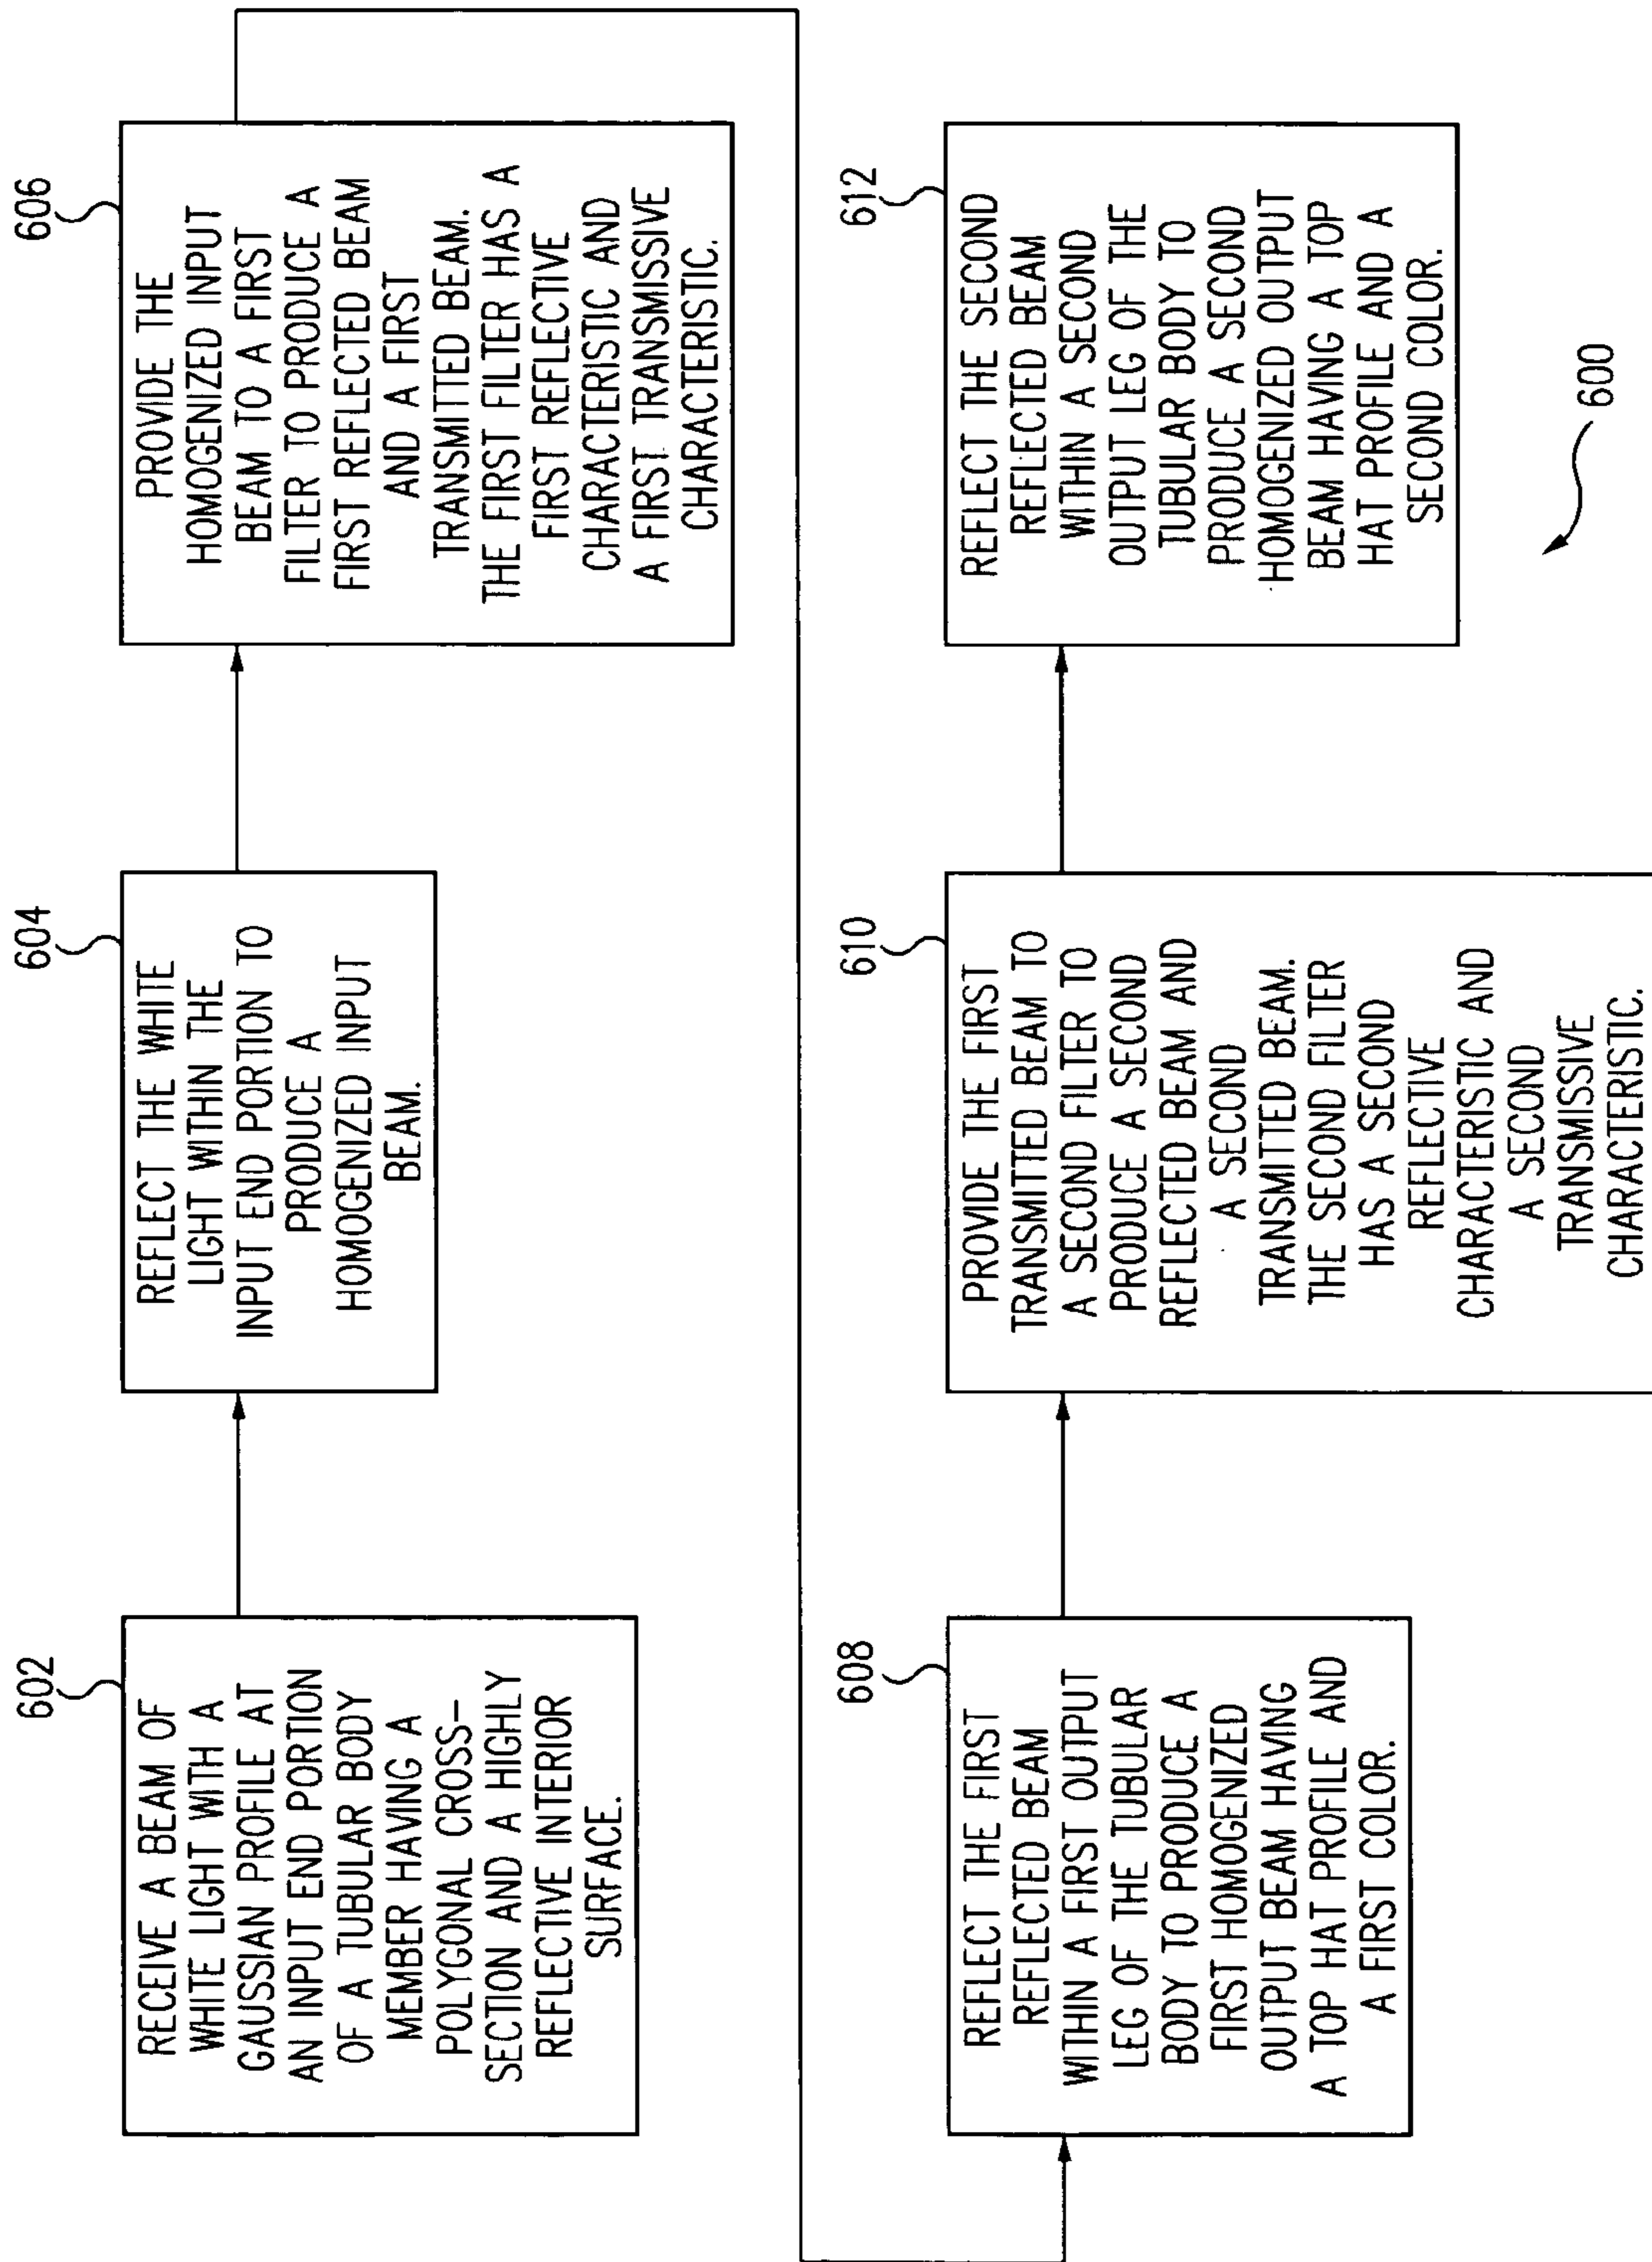 602
RECEIVE A BEAM OF
WHITE LIGHT WITH A
GAUSSIAN PROFILE AT
AN INPUT END PORTION
OF A TUBULAR BODY
MEMBER HAVING A
POLYGONAL CROSS-
SECTION AND A HIGHLY
REFLECTIVE INTERIOR
SURFACE.
604
REFLECT THE WHITE
LIGHT WITHIN THE
INPUT END PORTION TO
PRODUCE A
HOMOGENIZED INPUT
BEAM.
606
PROVIDE THE
HOMOGENIZED INPUT
BEAM TO A FIRST
FILTER TO PRODUCE A
FIRST REFLECTED BEAM
AND A FIRST
TRANSMITTED BEAM.
THE FIRST FILTER HAS A
FIRST REFLECTIVE
CHARACTERISTIC AND
A FIRST TRANSMISSIVE
CHARACTERISTIC.
608
REFLECT THE FIRST
REFLECTED BEAM
WITHIN A FIRST OUTPUT
LEG OF THE TUBULAR
BODY TO PRODUCE A
FIRST HOMOGENIZED
OUTPUT BEAM HAVING
A TOP HAT PROFILE AND
A FIRST COLOR.
610
PROVIDE THE FIRST
TRANSMITTED BEAM TO
A SECOND FILTER TO
PRODUCE A SECOND
REFLECTED BEAM AND
A SECOND
TRANSMITTED BEAM.
THE SECOND FILTER
HAS A SECOND
REFLECTIVE
CHARACTERISTIC AND
A SECOND
TRANSMISSIVE
CHARACTERISTIC.
612
REFLECT THE SECOND
REFLECTED BEAM
WITHIN A SECOND
OUTPUT LEG OF THE
TUBULAR BODY TO
PRODUCE A SECOND
HOMOGENIZED OUTPUT
BEAM HAVING A TOP
HAT PROFILE AND A
SECOND COLOR.
600